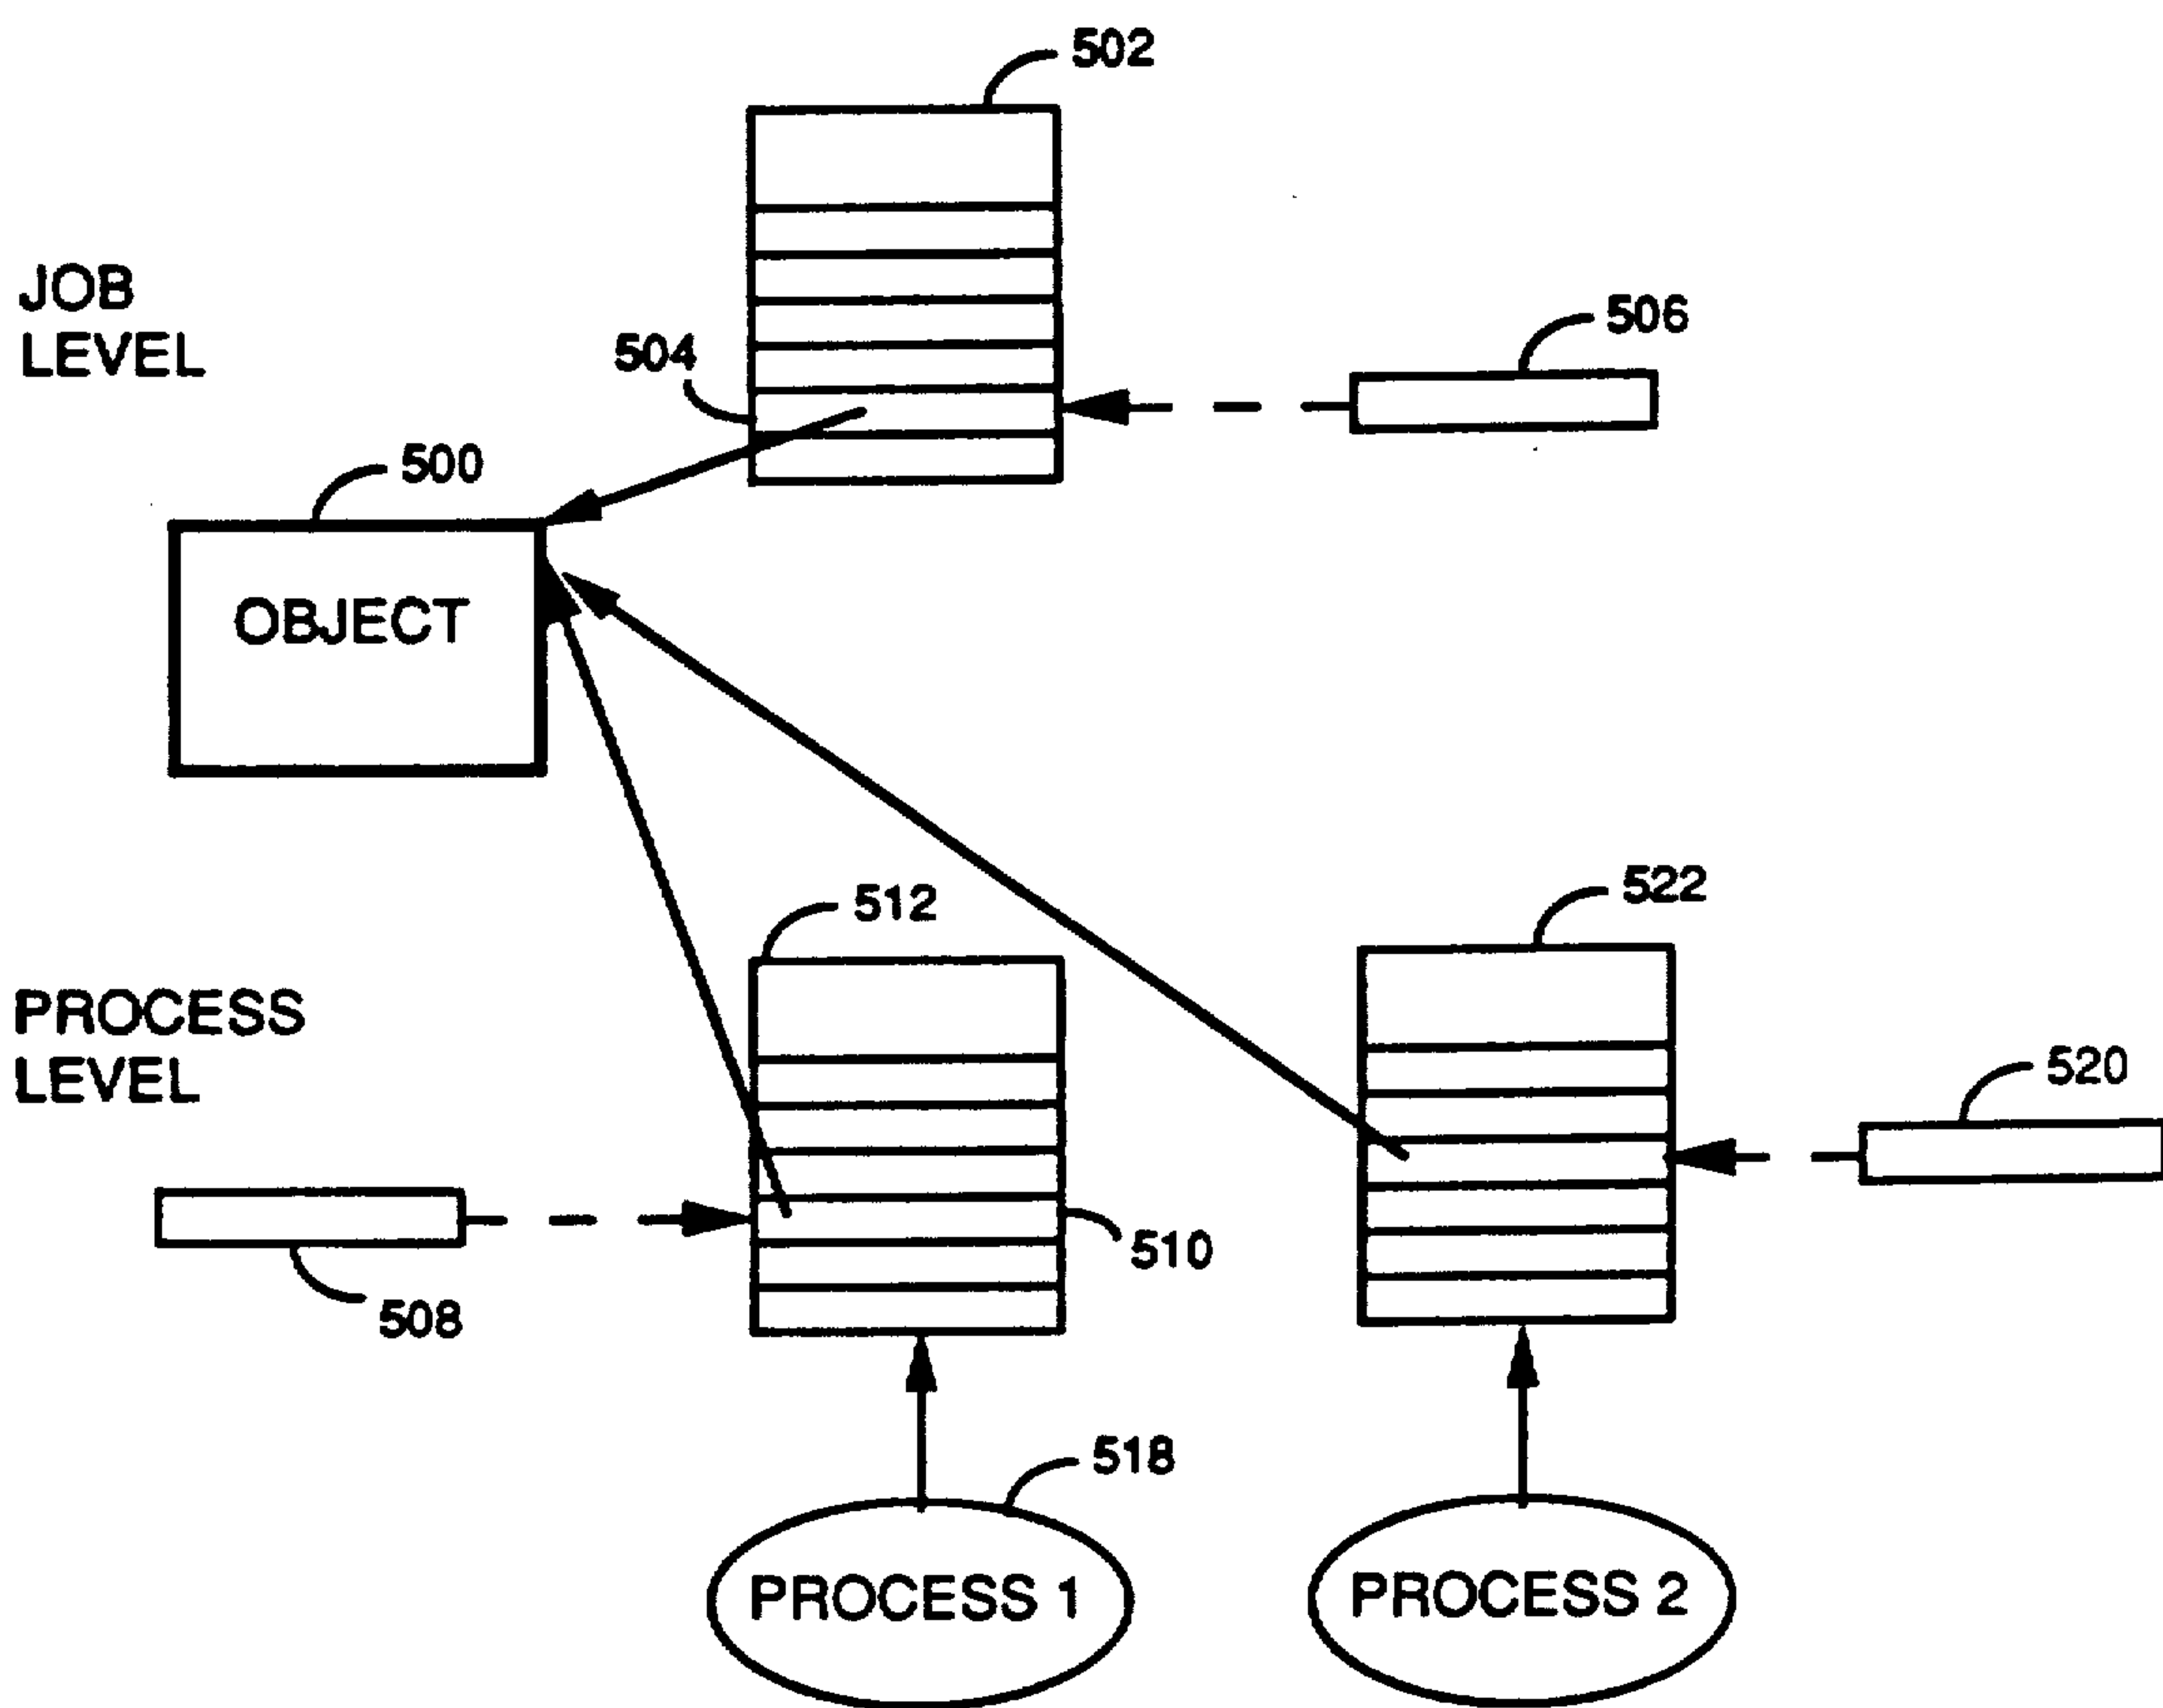 502
JOB
LEVEL
506
504
500
OBJECT
522
512
PROCESS
LEVEL
520
510
508
518
PROCESS 1
PROCESS 2